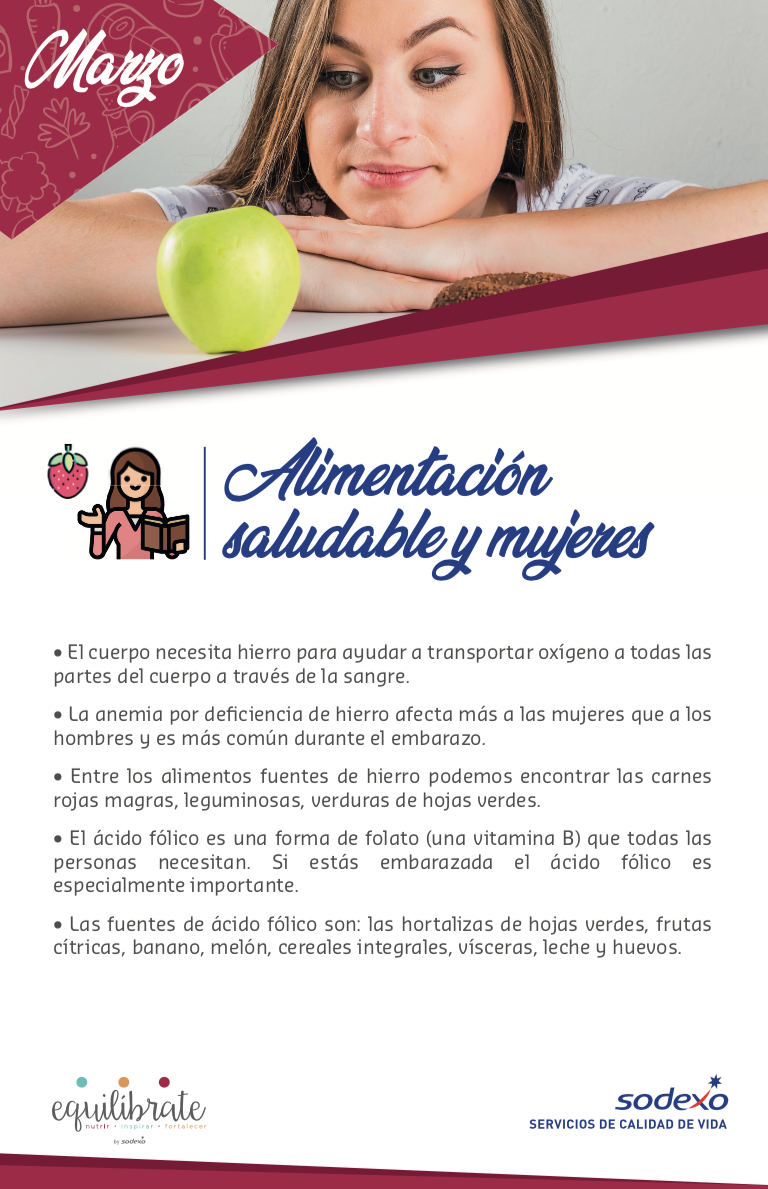 Marzo
Alimentación
saludable y mujeres
• El cuerpo necesita hierro para ayudar a transportar oxígeno a todas las
partes del cuerpo a través de la sangre.
• La anemia por deficiencia de hierro afecta más a las mujeres que a los
hombres y es más común durante el embarazo.
• Entre los alimentos fuentes de hierro podemos encontrar las carnes
rojas magras, leguminosas, verduras de hojas verdes.
• El ácido fólico es una forma de folato (una vitamina B) que todas las
personas necesitan. Si estás embarazada el ácido fólico es
especialmente importante.
• Las fuentes de ácido fólico son: las hortalizas de hojas verdes, frutas
cítricas, banano, melón, cereales integrales, vísceras, leche y huevos.
equilibrate
nutrir • inspirar • fortalecer
by sodexo
sodexo
SERVICIOS DE CALIDAD DE VIDA